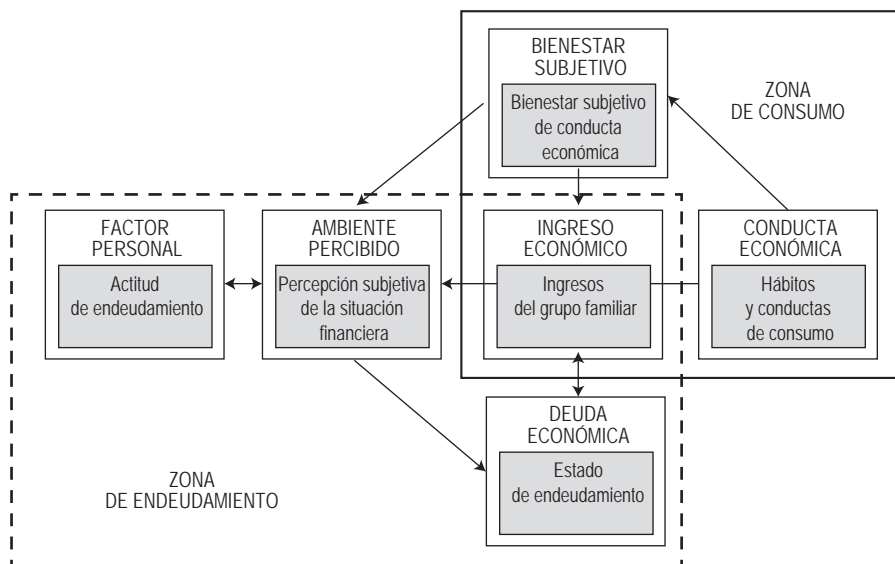 BIENESTAR
SUBJETIVO
Bienestar subjetivo
de conducta
económica
ZONA
DE CONSUMO
FACTOR
PERSONAL
Actitud
de endeudamiento
AMBIENTE
PERCIBIDO
Percepción subjetiva
de la situación
financiera
INGRESO
ECONÓMICO
Ingresos
del grupo familiar
CONDUCTA
ECONÓMICA
Hábitos
y conductas
de consumo
DEUDA
ECONÓMICA
Estado
de endeudamiento
ZONA
DE ENDEUDAMIENTO